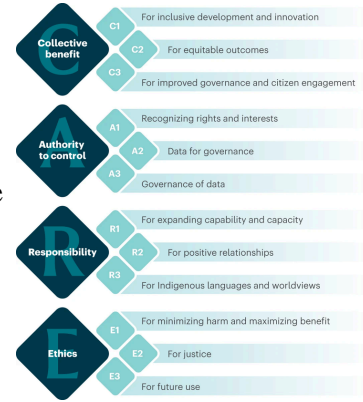 C
Collective
benefit
C1
For inclusive development and innovation
C2
For equitable outcomes
C3
For improved governance and citizen engagement
A
Authority
to control
A1
Recognizing rights and interests
A2
Data for governance
A3
Governance of data
e
R
Responsibility
R1
For expanding capability and capacity
R2
For positive relationships
R3
For Indigenous languages and worldviews
E
Ethics
E1
For minimizing harm and maximizing benefit
E2
For justice
E3
For future use